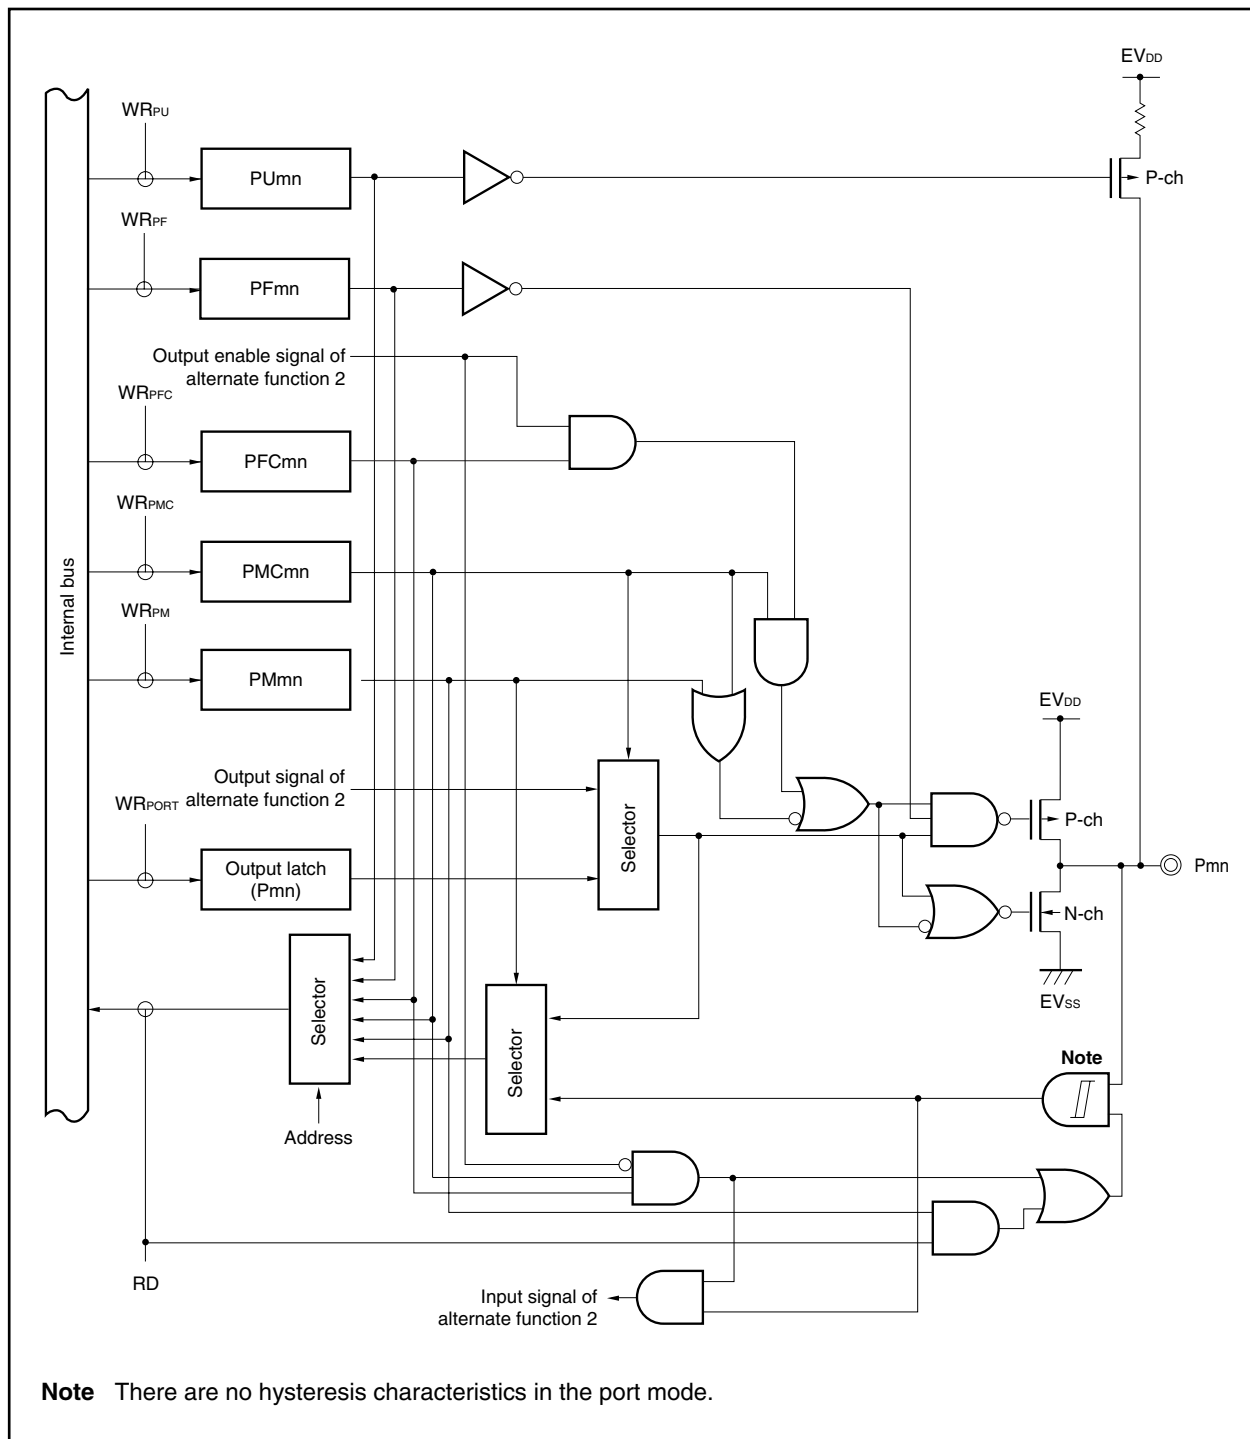 EVDD
WRPU
PUmn
P-ch
WRPF
PFmn
Output enable signal of
alternate function 2
WRPFC
PFCmn
WRPMC
PMCmn
Internal bus
WRPM
PMmn
EVDD
Output signal of
alternate function 2
WRPORT
Selector
P-ch
Output latch
(Pmn)
Pmn
N-ch
Selector
Selector
EVSS
Note
Address
RD
Input signal of
alternate function 2
Note There are no hysteresis characteristics in the port mode.